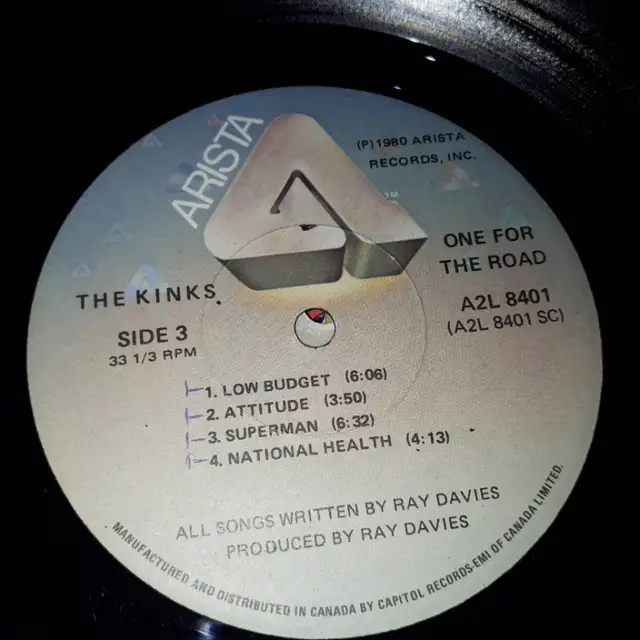 ARISTA
(P)1980 ARISTA
RECORDS, INC.
TM
ONE FOR
THE ROAD
THE KINKS
A2L 8401
(A2L 8401 SC)
SIDE 3
33 1/3 RPM
1. LOW BUDGET (6:06)
2. ATTITUDE (3:50)
3. SUPERMAN (6:32)
4. NATIONAL HEALTH (4:13)
ALL SONGS WRITTEN BY RAY DAVIES
PRODUCED BY RAY DAVIES
MANUFACTURED AND DISTRIBUTED IN CANADA BY CAPITOL RECORDS-EMI OF CANADA LIMITED.